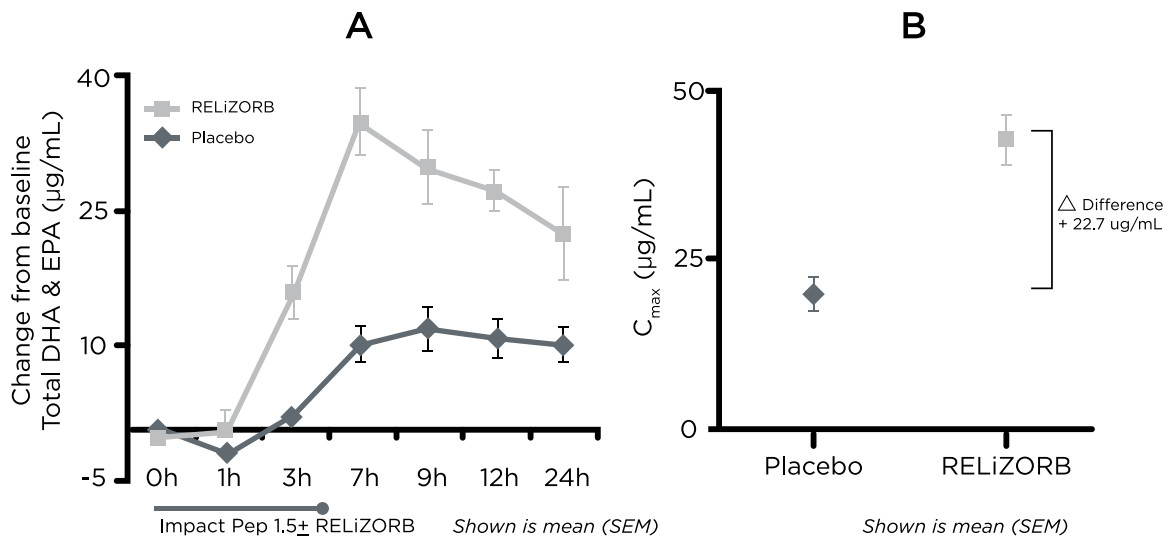 A
40
25
10
-5
Change from baseline
Total DHA & EPA (µg/mL)
RELiZORB
Placebo
0h 1h 3h 7h 9h 12h 24h
Impact Pep 1.5± RELiZORB
Shown is mean (SEM)
B
50
25
0
Cmax (µg/mL)
△ Difference
+ 22.7 ug/mL
Placebo RELiZORB
Shown is mean (SEM)